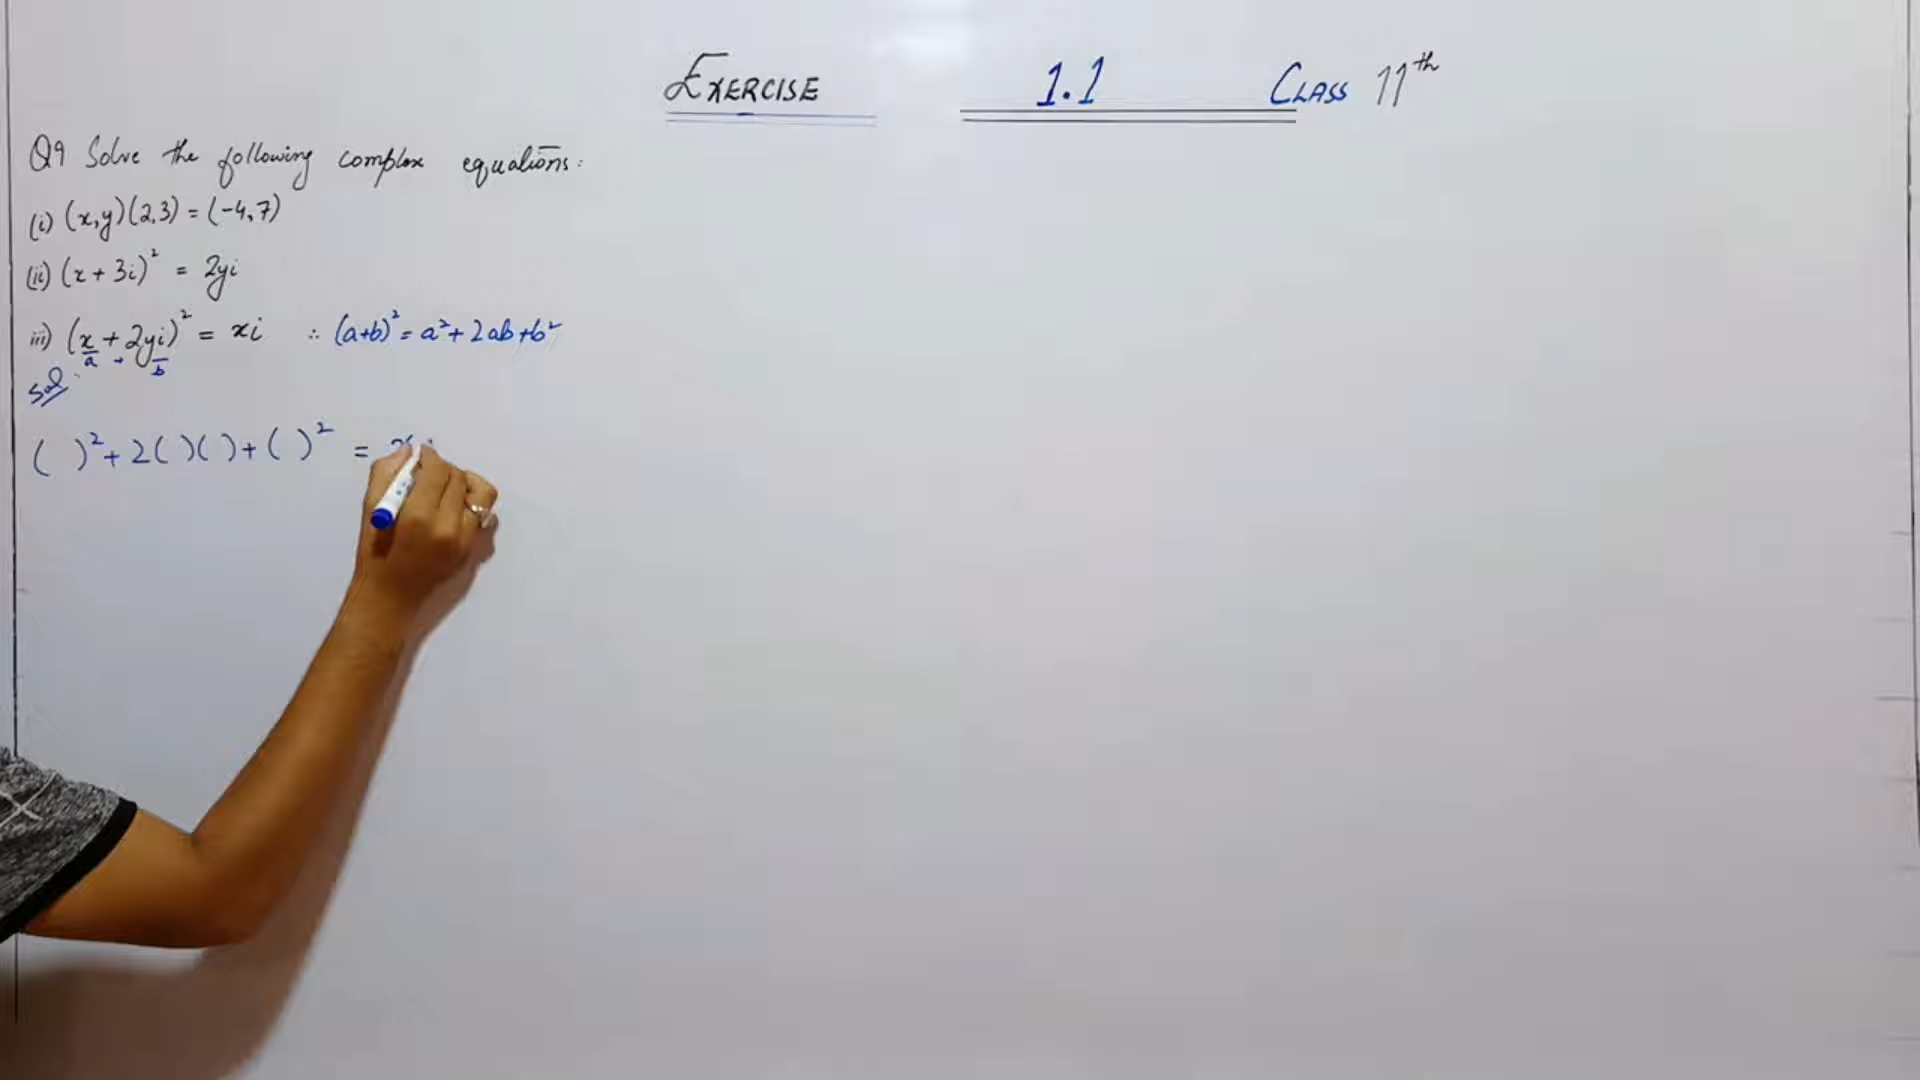 EXERCISE 1.1 CLASS 11th
Q9 Solve the following complex equations:
(i) (x,y)(2,3) = (-4,7)
(ii) (x + 3i)² = 2yi
iii) (x + 2yi)² = xi ∴ (a+b)² = a² + 2ab + b²
a + b
Sol:
( )² + 2( )( ) + ( )² =